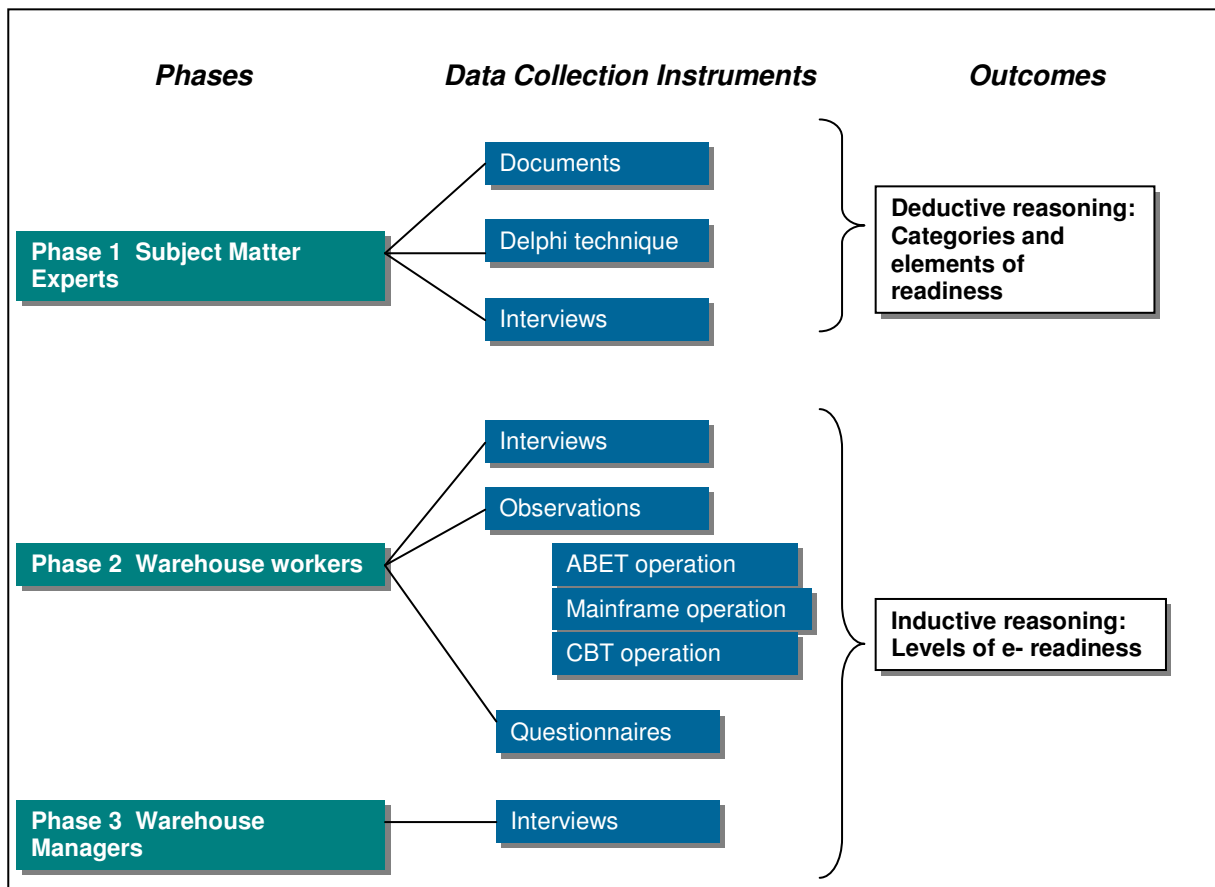 Phases
Data Collection Instruments
Outcomes
Documents
Delphi technique
Interviews
Phase 1 Subject Matter
Experts
Deductive reasoning:
Categories and
elements of
readiness
Interviews
Observations
ABET operation
Mainframe operation
CBT operation
Questionnaires
Phase 2 Warehouse workers
Inductive reasoning:
Levels of e- readiness
Phase 3 Warehouse
Managers
Interviews